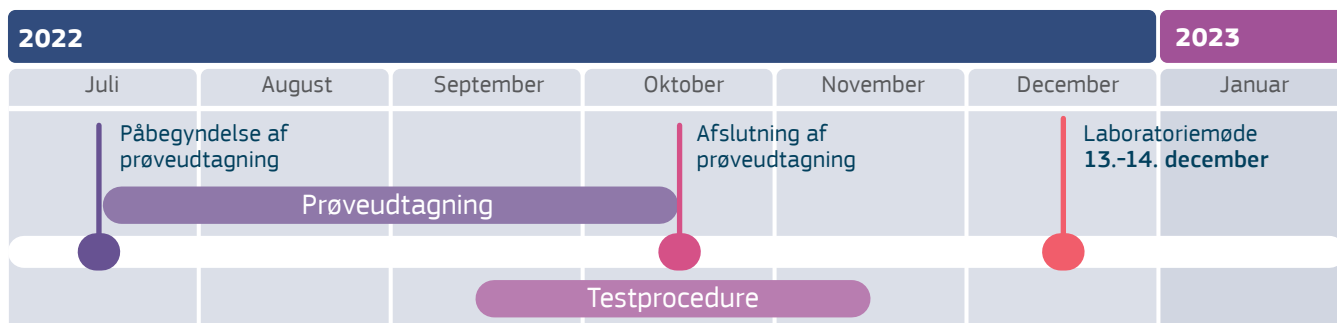 2022
2023
Juli
August
September
Oktober
November
December
Januar
Påbegyndelse af
prøveudtagning
Afslutning af
prøveudtagning
Laboratoriemøde
13.-14. december
Prøveudtagning
Testprocedure